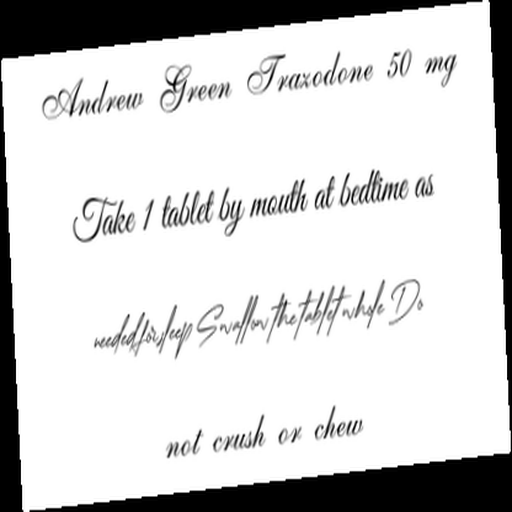 Andrew Green Trazodone 50 mg
Take 1 tablet by mouth at bedtime as
needed for sleep Swallow the tablet whole Do
not crush or chew